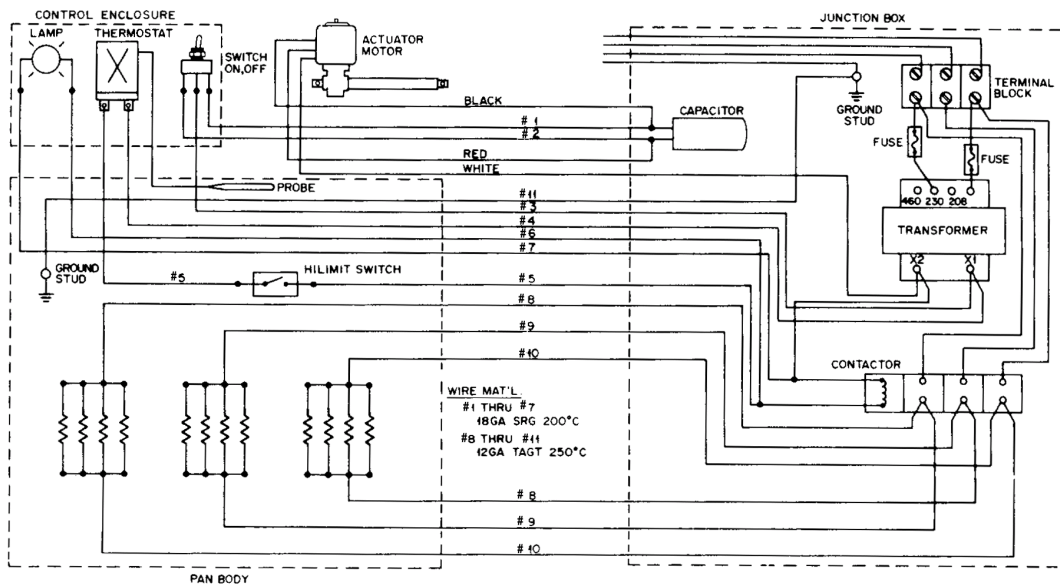 CONTROL ENCLOSURE
LAMP
THERMOSTAT
SWITCH
ON,OFF
ACTUATOR
MOTOR
JUNCTION BOX
TERMINAL
BLOCK
GROUND
STUD
BLACK
CAPACITOR
#1
#2
FUSE
FUSE
RED
WHITE
PROBE
#11
#3
#4
#6
#7
460 230 208
TRANSFORMER
X2
X1
GROUND
STUD
#5
HILIMIT SWITCH
#5
#8
#9
#10
CONTACTOR
WIRE MAT'L.
#1 THRU #7
18GA SRG 200°C
#8 THRU #11
12GA TAGT 250°C
#8
#9
#10
PAN BODY